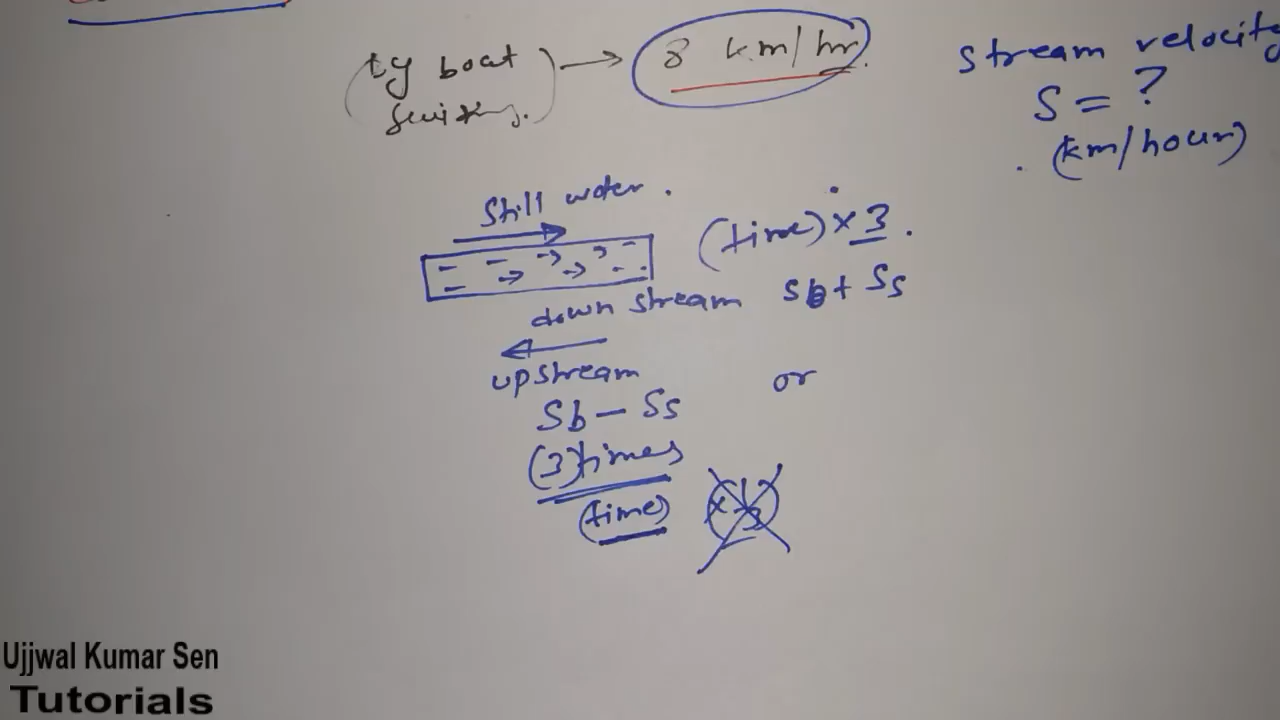 boat
8 km/hr.
stream velocity
S = ?
(km/hour)
Still water.
(time) × 3.
down stream Sb + Ss
upstream
or
Sb - Ss
(3)times
(time)
Ujjwal Kumar Sen
Tutorials